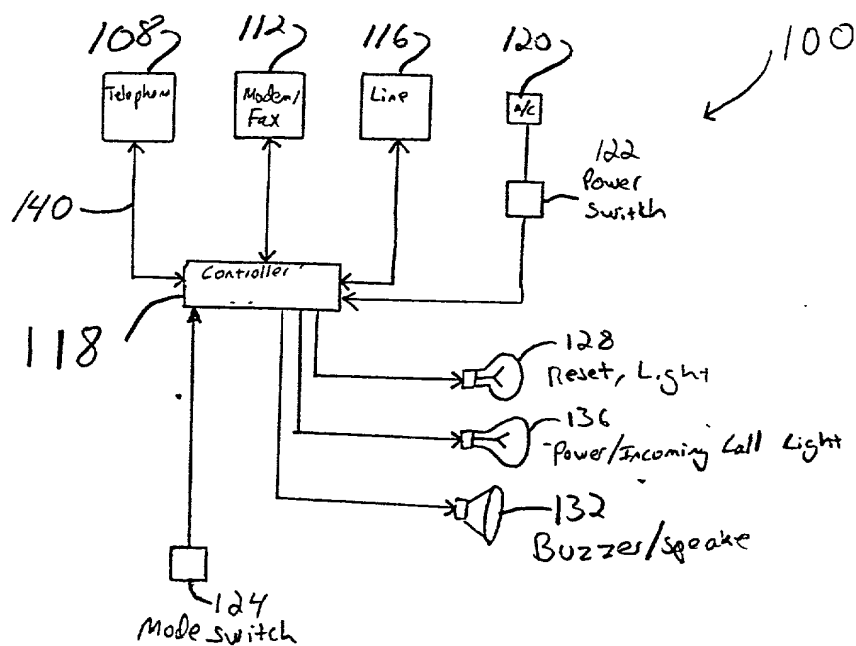 108
112
116
120
100
Telephone
Modem/
Fax
Line
A/C
122
Power
Switch
140
Controller
118
128
Reset, Light
136
Power/Incoming Call Light
132
Buzzer/speake
124
Mode switch